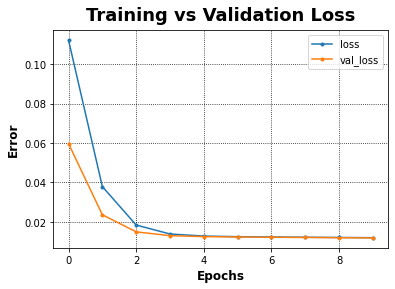 Training vs Validation Loss
loss
val_loss
0.10
0.08
0.06
0.04
0.02
Error
0 2 4 6 8
Epochs